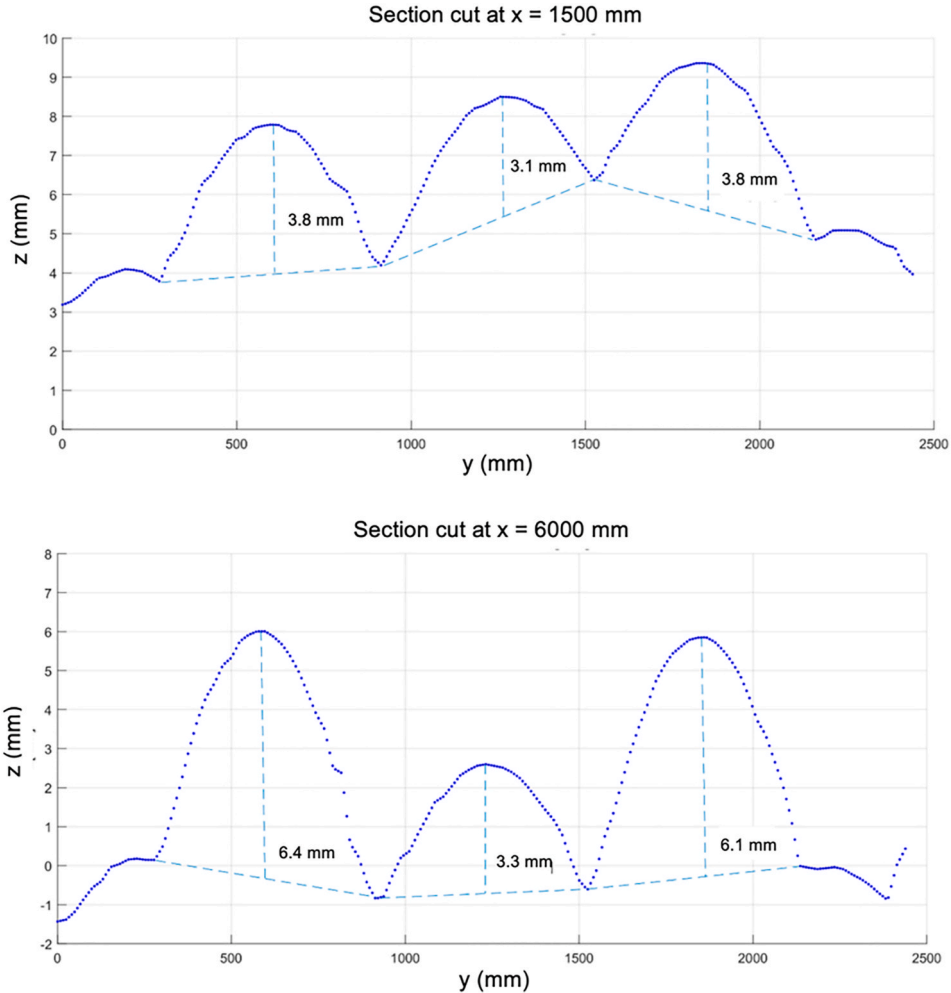 Section cut at x = 1500 mm
10
9
8
7
6
5
4
3
2
1
0
z (mm)
3.8 mm
3.1 mm
3.8 mm
0 500 1000 1500 2000 2500
y (mm)
Section cut at x = 6000 mm
8
7
6
5
4
3
2
1
0
-1
-2
z (mm)
6.4 mm
3.3 mm
6.1 mm
0 500 1000 1500 2000 2500
y (mm)